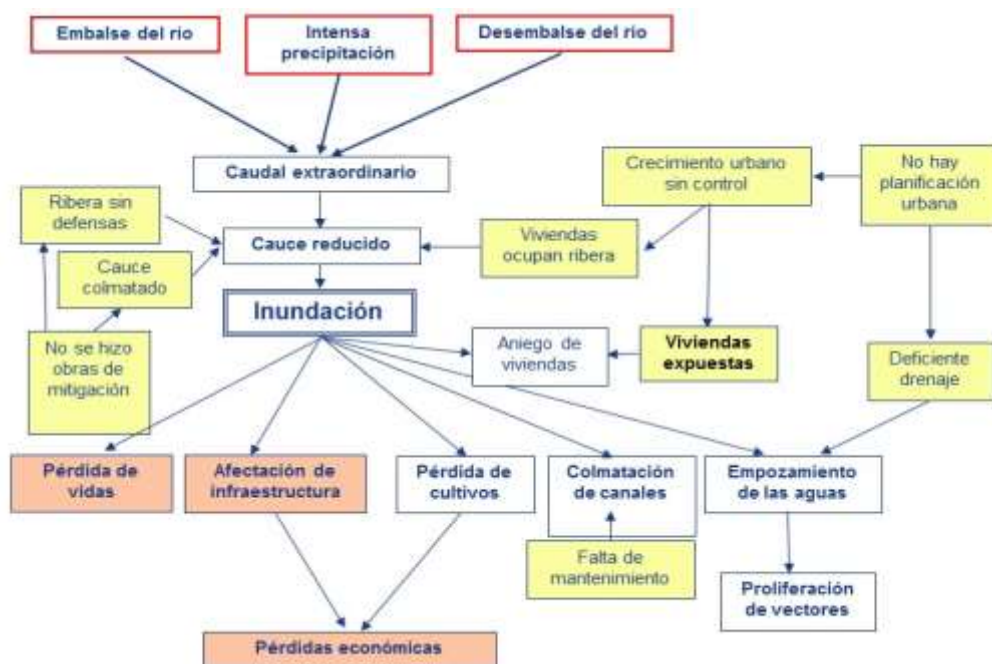 Embalse del río
Intensa
precipitación
Desembalse del río
Caudal extraordinario
Crecimiento urbano
sin control
No hay
planificación
urbana
Ribera sin
defensas
Cauce reducido
Viviendas
ocupan ribera
Cauce
colmatado
Inundación
No se hizo
obras de
mitigación
Aniego de
viviendas
Viviendas
expuestas
Deficiente
drenaje
Pérdida de
vidas
Afectación de
infraestructura
Pérdida de
cultivos
Colmatación
de canales
Empozamiento
de las aguas
Falta de
mantenimiento
Proliferación
de vectores
Pérdidas económicas